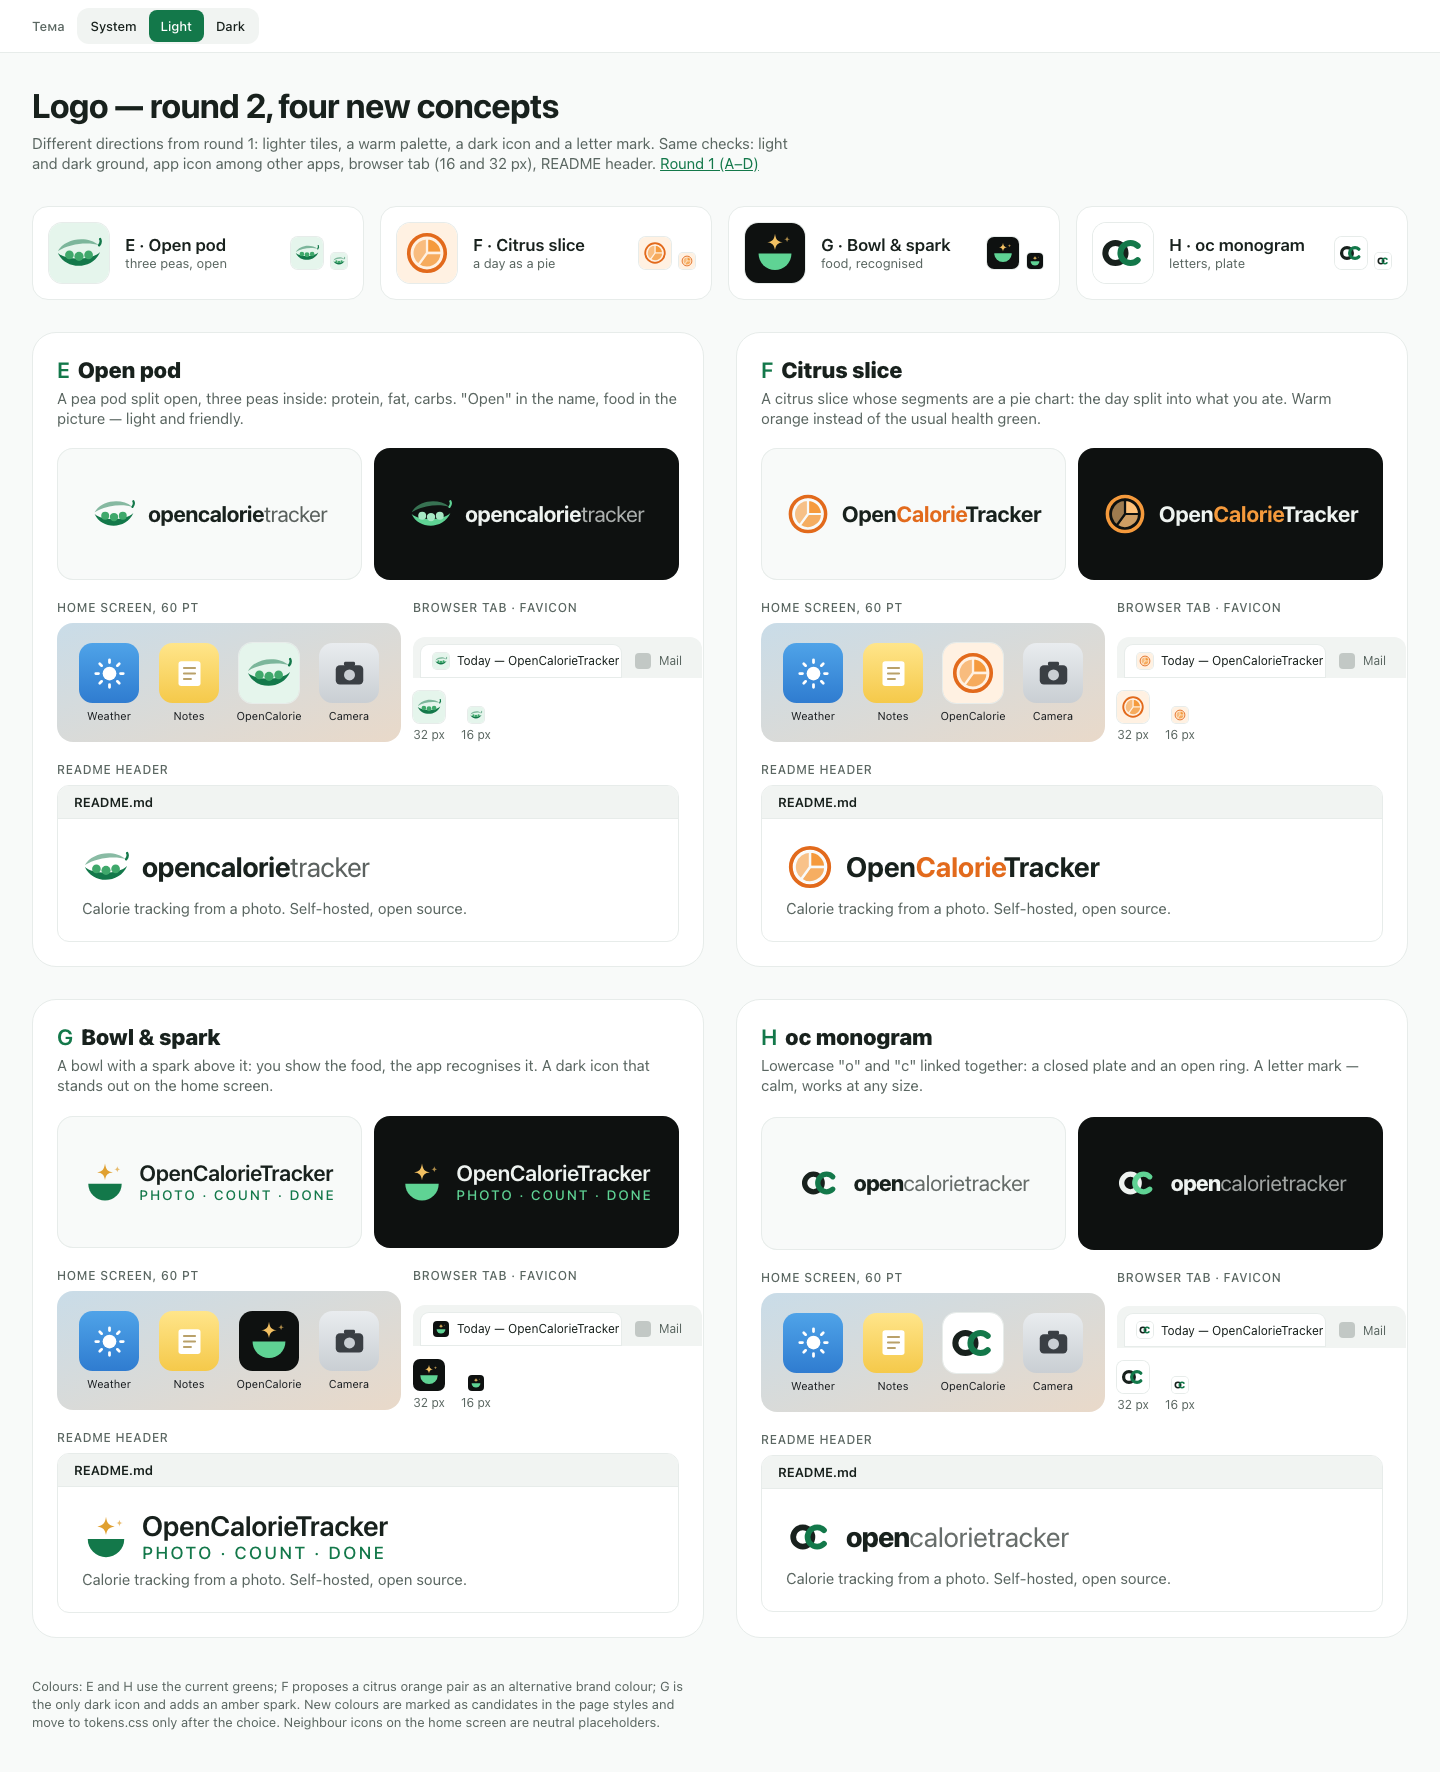 Тема System Light Dark
Logo — round 2, four new concepts
Different directions from round 1: lighter tiles, a warm palette, a dark icon and a letter mark. Same checks: light
and dark ground, app icon among other apps, browser tab (16 and 32 px), README header. Round 1 (A–D)
E · Open pod
three peas, open
F · Citrus slice
a day as a pie
G · Bowl & spark
food, recognised
H · oc monogram
letters, plate
E Open pod
A pea pod split open, three peas inside: protein, fat, carbs. "Open" in the name, food in the
picture — light and friendly.
opencalorietracker
opencalorietracker
HOME SCREEN, 60 PT
BROWSER TAB · FAVICON
Weather
Notes
OpenCalorie
Camera
Today — OpenCalorieTracker
Mail
32 px
16 px
README HEADER
README.md
opencalorietracker
Calorie tracking from a photo. Self-hosted, open source.
F Citrus slice
A citrus slice whose segments are a pie chart: the day split into what you ate. Warm
orange instead of the usual health green.
OpenCalorieTracker
OpenCalorieTracker
HOME SCREEN, 60 PT
BROWSER TAB · FAVICON
Weather
Notes
OpenCalorie
Camera
Today — OpenCalorieTracker
Mail
32 px
16 px
README HEADER
README.md
OpenCalorieTracker
Calorie tracking from a photo. Self-hosted, open source.
G Bowl & spark
A bowl with a spark above it: you show the food, the app recognises it. A dark icon that
stands out on the home screen.
OpenCalorieTracker
PHOTO · COUNT · DONE
OpenCalorieTracker
PHOTO · COUNT · DONE
HOME SCREEN, 60 PT
BROWSER TAB · FAVICON
Weather
Notes
OpenCalorie
Camera
Today — OpenCalorieTracker
Mail
32 px
16 px
README HEADER
README.md
OpenCalorieTracker
PHOTO · COUNT · DONE
Calorie tracking from a photo. Self-hosted, open source.
H oc monogram
Lowercase "o" and "c" linked together: a closed plate and an open ring. A letter mark —
calm, works at any size.
opencalorietracker
opencalorietracker
HOME SCREEN, 60 PT
BROWSER TAB · FAVICON
Weather
Notes
OpenCalorie
Camera
Today — OpenCalorieTracker
Mail
32 px
16 px
README HEADER
README.md
opencalorietracker
Calorie tracking from a photo. Self-hosted, open source.
Colours: E and H use the current greens; F proposes a citrus orange pair as an alternative brand colour; G is
the only dark icon and adds an amber spark. New colours are marked as candidates in the page styles and
move to tokens.css only after the choice. Neighbour icons on the home screen are neutral placeholders.